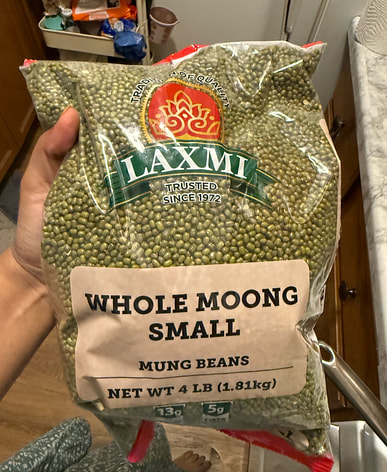 TRADITION OF QUALITY
LAXMI
TRUSTED
SINCE 1972
WHOLE MOONG
SMALL
MUNG BEANS
NET WT 4 LB (1.81kg)
13g 5g